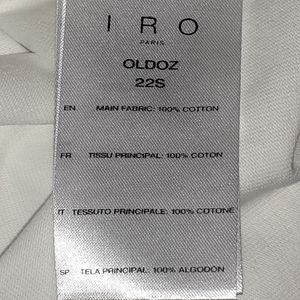 IRO
PARIS
OLDOZ
22S
EN MAIN FABRIC: 100% COTTON
FR TISSU PRINCIPAL: 100% COTON
IT TESSUTO PRINCIPALE: 100% COTONE
SP TELA PRINCIPAL: 100% ALGODÓN